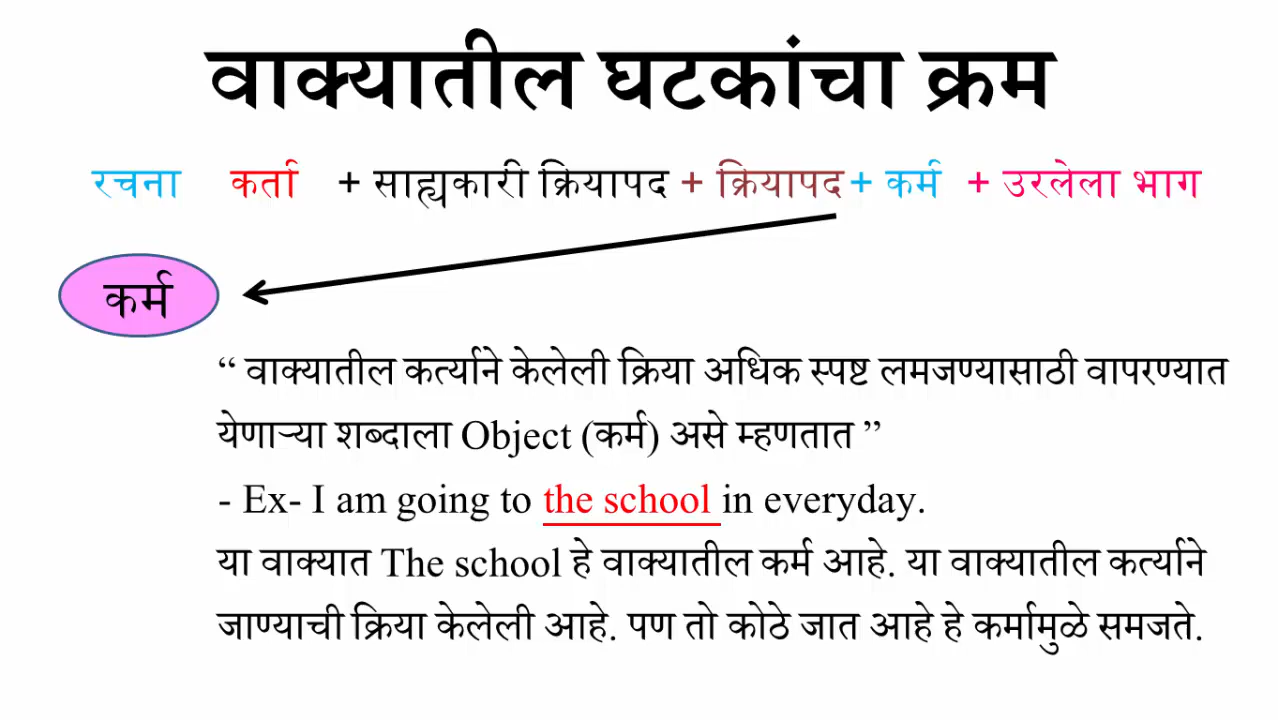 वाक्यातील घटकांचा क्रम
रचना कर्ता + साह्यकारी क्रियापद + क्रियापद + कर्म + उरलेला भाग
कर्म
“ वाक्यातील कर्त्याने केलेली क्रिया अधिक स्पष्ट लमजण्यासाठी वापरण्यात
येणाऱ्या शब्दाला Object (कर्म) असे म्हणतात ”
- Ex- I am going to the school in everyday.
या वाक्यात The school हे वाक्यातील कर्म आहे. या वाक्यातील कर्त्याने
जाण्याची क्रिया केलेली आहे. पण तो कोठे जात आहे हे कर्मामुळे समजते.